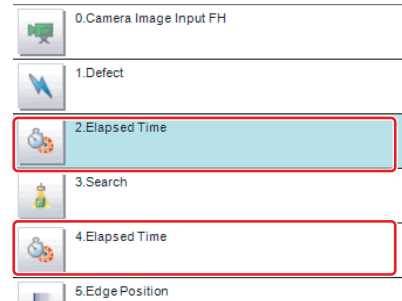 0.Camera Image Input FH
1.Defect
2.Elapsed Time
3.Search
4.Elapsed Time
5.Edge Position